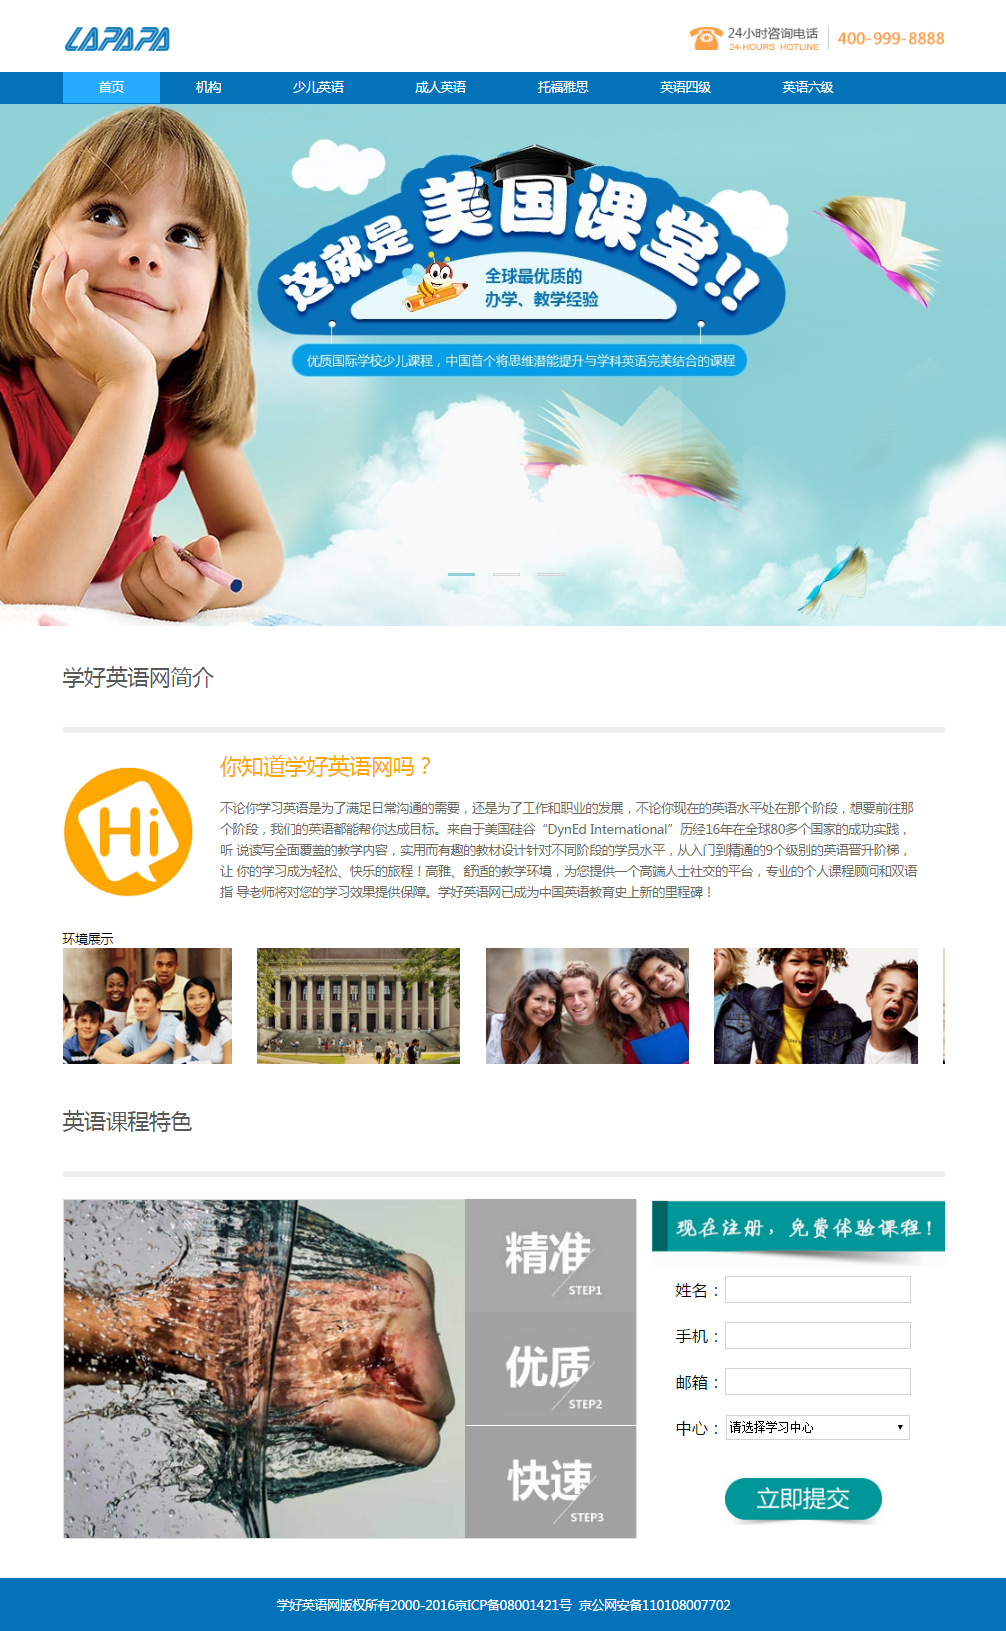 LAPAPA
24小时咨询电话
24-HOURS HOTLINE
400-999-8888
首页 机构 少儿英语 成人英语 托福雅思 英语四级 英语六级
这就是 美国课堂!!
全球最优质的
办学、教学经验
优质国际学校少儿课程，中国首个将思维潜能提升与学科英语完美结合的课程
学好英语网简介
Hi
你知道学好英语网吗？
不论你学习英语是为了满足日常沟通的需要，还是为了工作和职业的发展，不论你现在的英语水平处在那个阶段，想要前往那
个阶段，我们的英语都能帮你达成目标。来自于美国硅谷“DynEd International”历经16年在全球80多个国家的成功实践，
听 说读写全面覆盖的教学内容，实用而有趣的教材设计针对不同阶段的学员水平，从入门到精通的9个级别的英语晋升阶梯，
让 你的学习成为轻松、快乐的旅程！高雅、舒适的教学环境，为您提供一个高端人士社交的平台，专业的个人课程顾问和双语
指 导老师将对您的学习效果提供保障。学好英语网已成为中国英语教育史上新的里程碑！
环境展示
英语课程特色
精准
STEP1
优质
STEP2
快速
STEP3
现在注册，免费体验课程！
姓名：
手机：
邮箱：
中心：请选择学习中心
立即提交
学好英语网版权所有2000-2016京ICP备08001421号 京公网安备110108007702